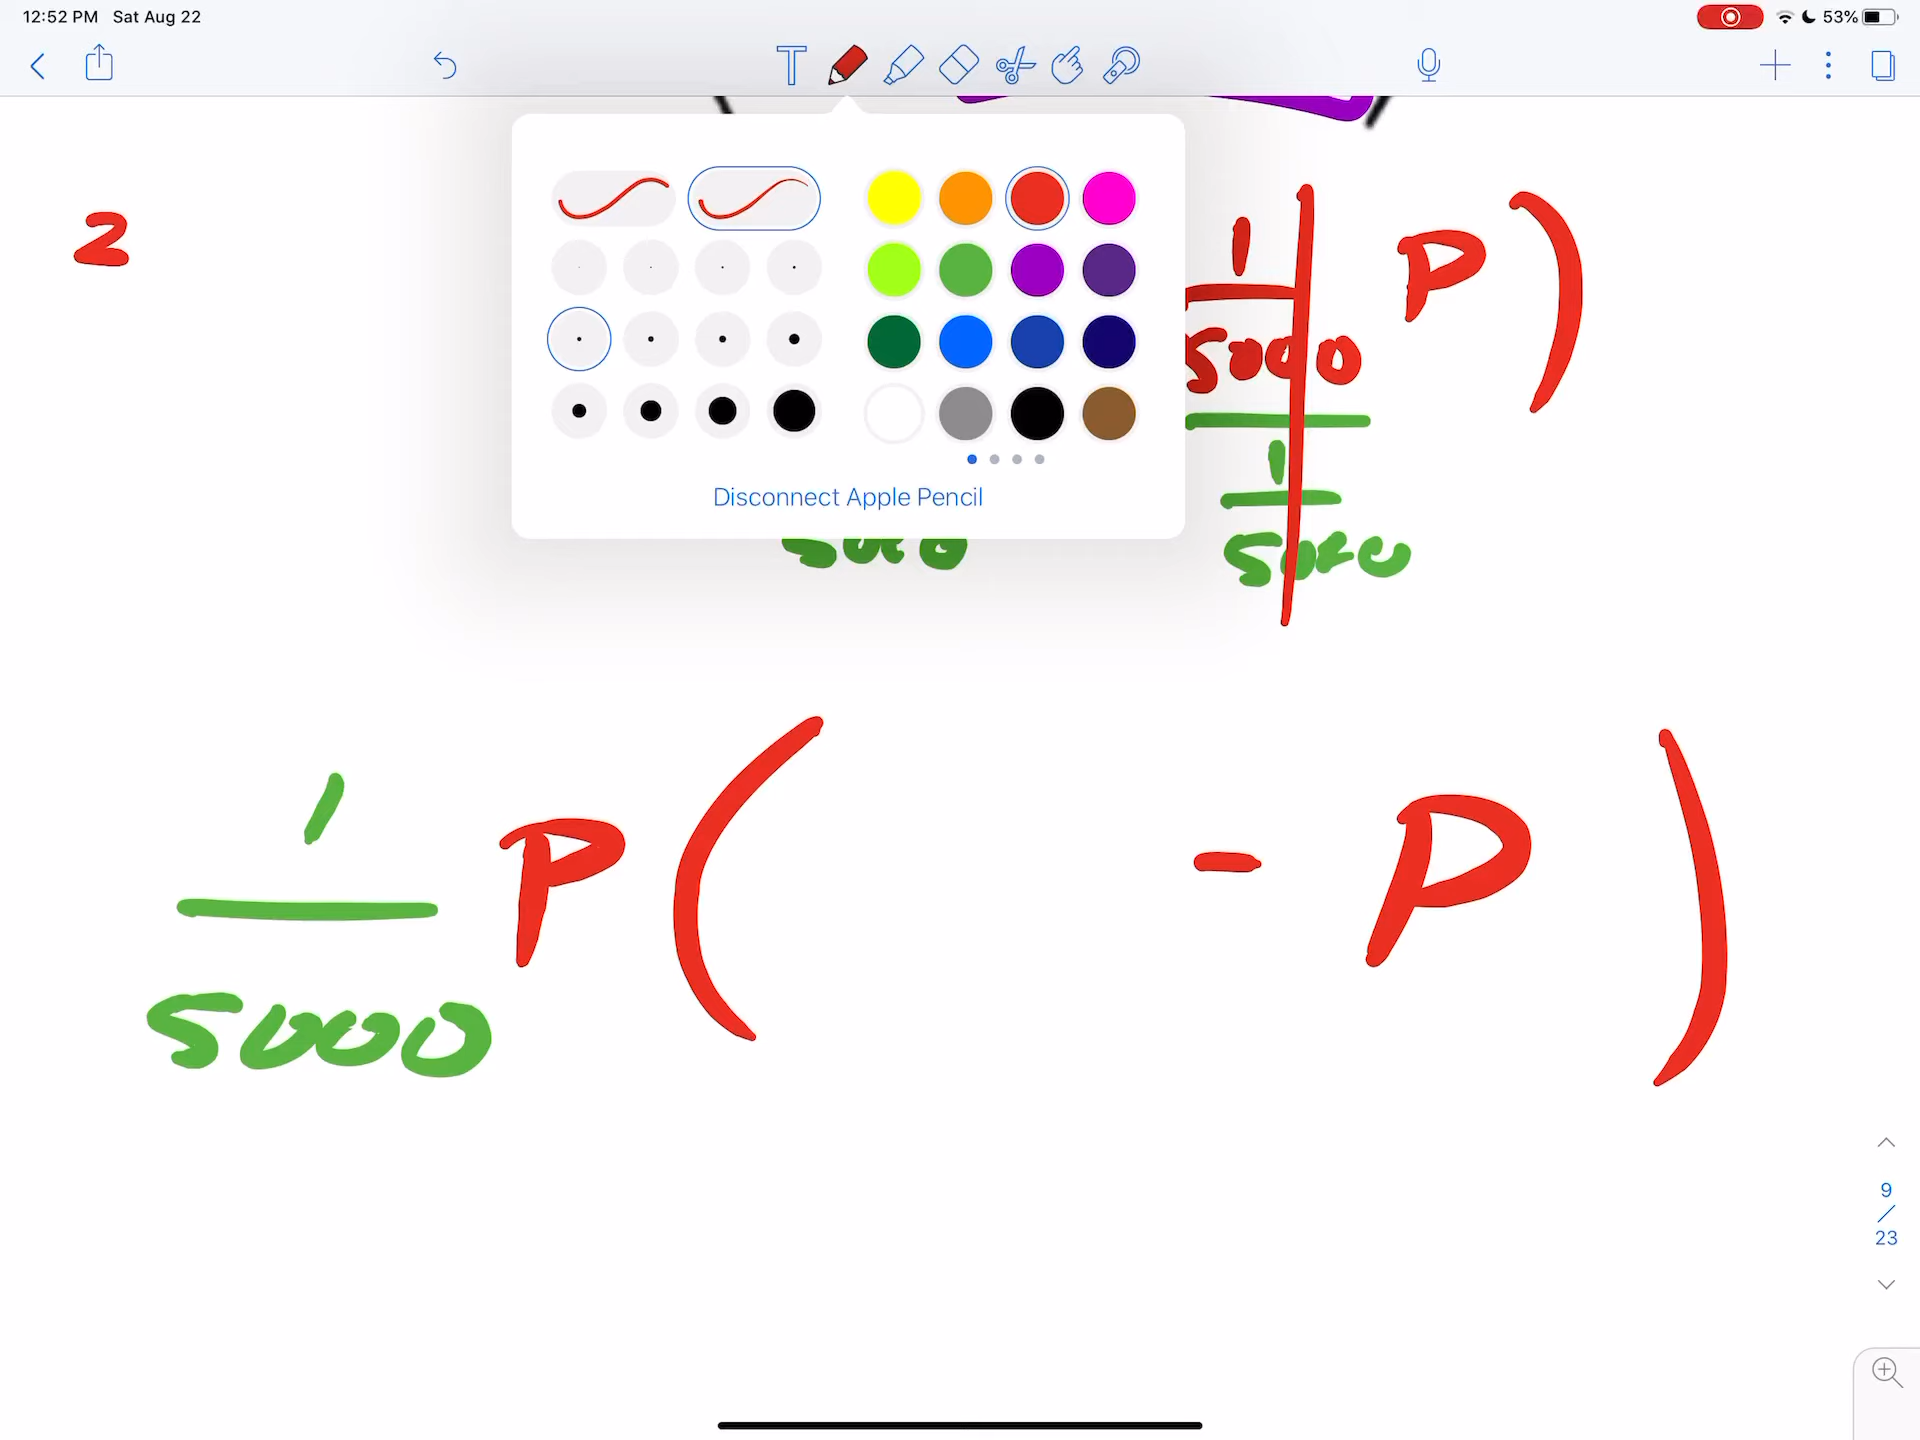 12:52 PM Sat Aug 22 53%
T
2
1 P )
5000
Disconnect Apple Pencil
1
5000
1 P ( - P )
5000
9
/
23